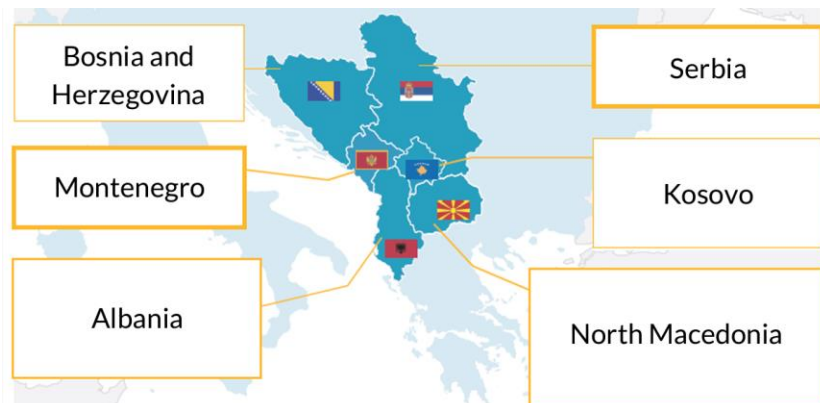 Bosnia and
Herzegovina
Serbia
Montenegro
Kosovo
Albania
North Macedonia